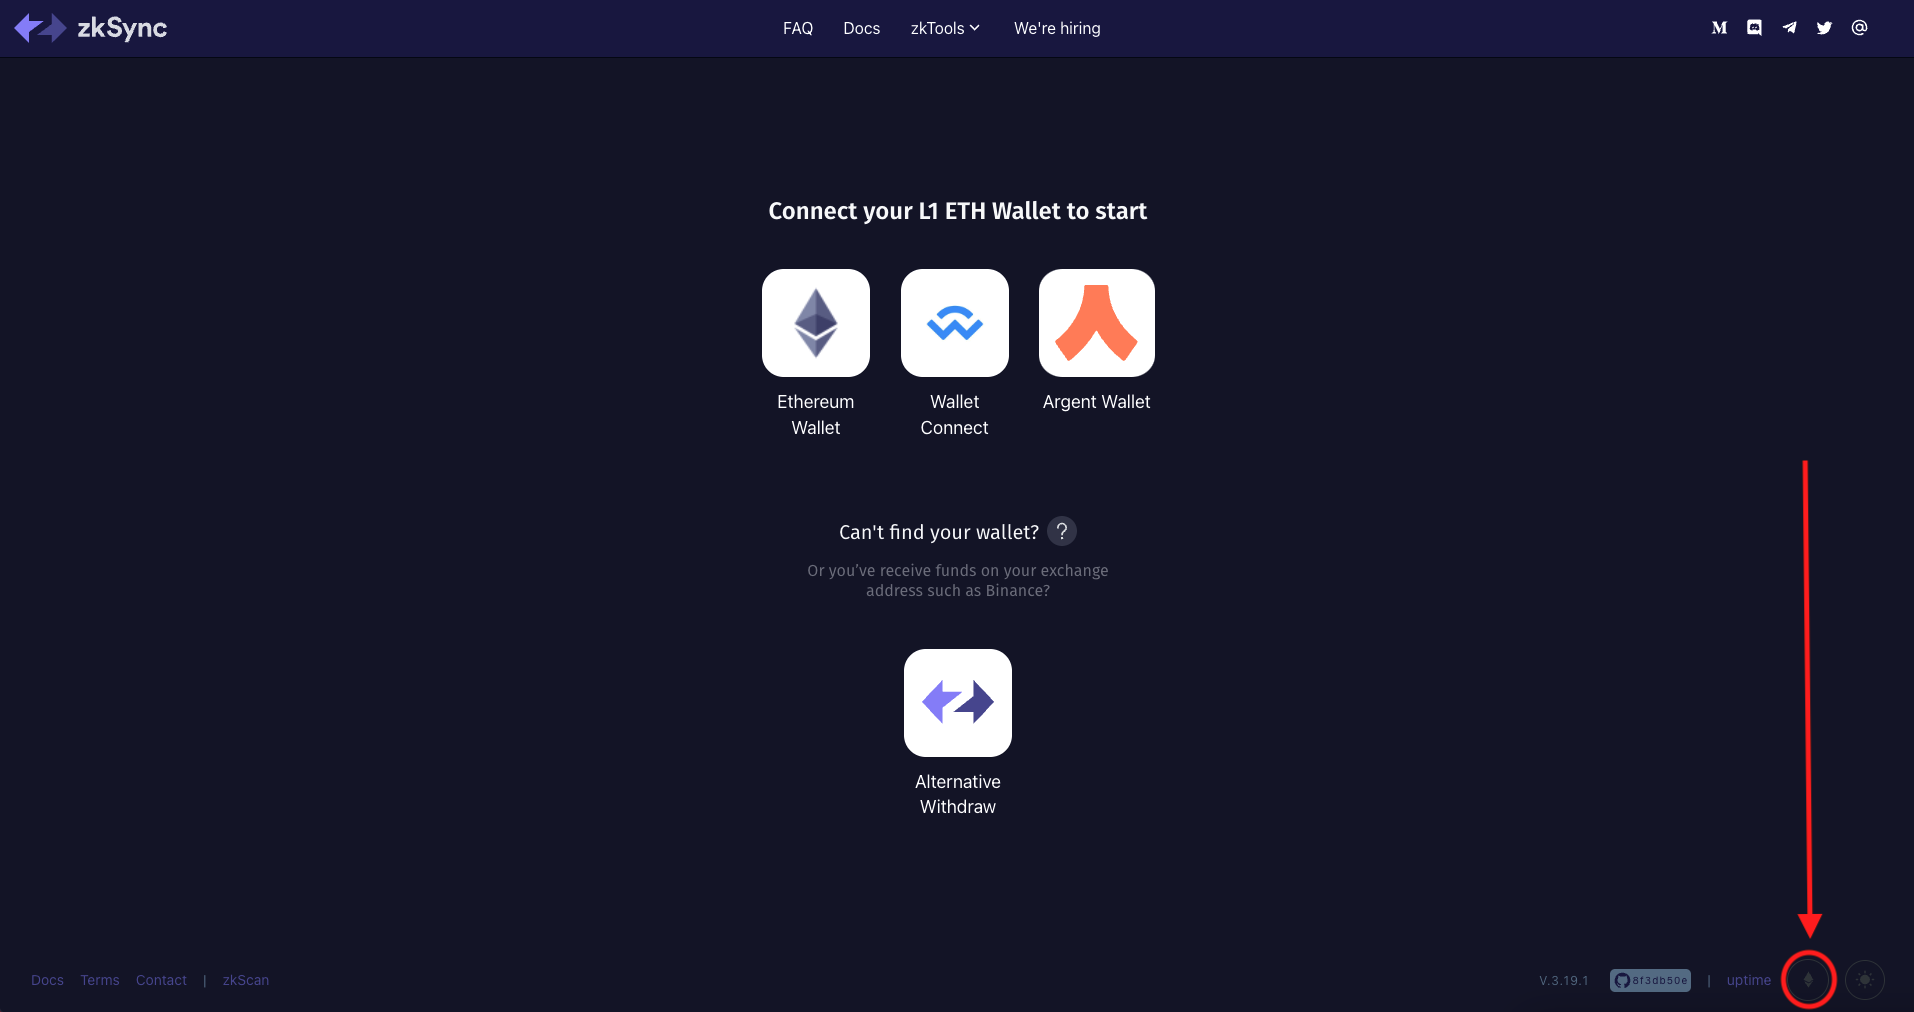 zkSync
FAQ Docs zkTools We're hiring
Connect your L1 ETH Wallet to start
Ethereum
Wallet
Wallet
Connect
Argent Wallet
Can't find your wallet? ?
Or you’ve receive funds on your exchange
address such as Binance?
Alternative
Withdraw
Docs Terms Contact | zkScan
V.3.19.1 8f3db50e | uptime